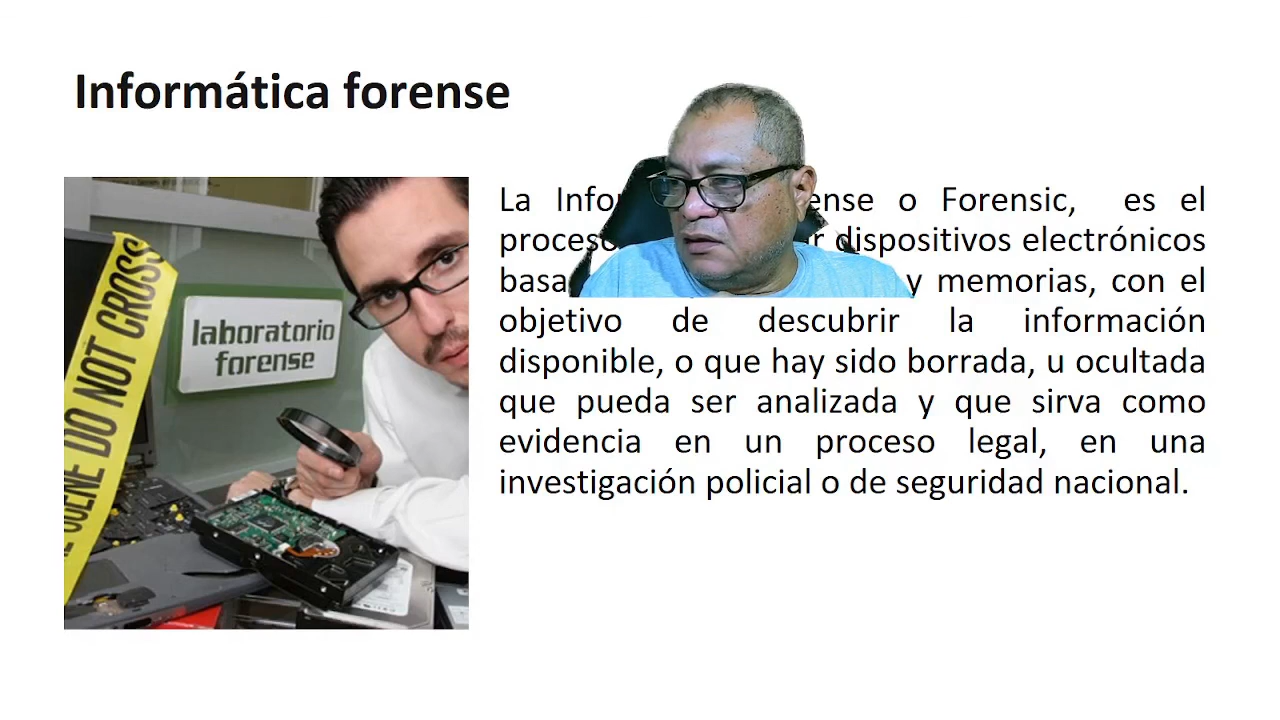 Informática forense
La Infor ense o Forensic, es el
proceso r dispositivos electrónicos
basa y memorias, con el
objetivo de descubrir la información
disponible, o que hay sido borrada, u ocultada
que pueda ser analizada y que sirva como
evidencia en un proceso legal, en una
investigación policial o de seguridad nacional.
laboratorio
forense
DO NOT CROSS